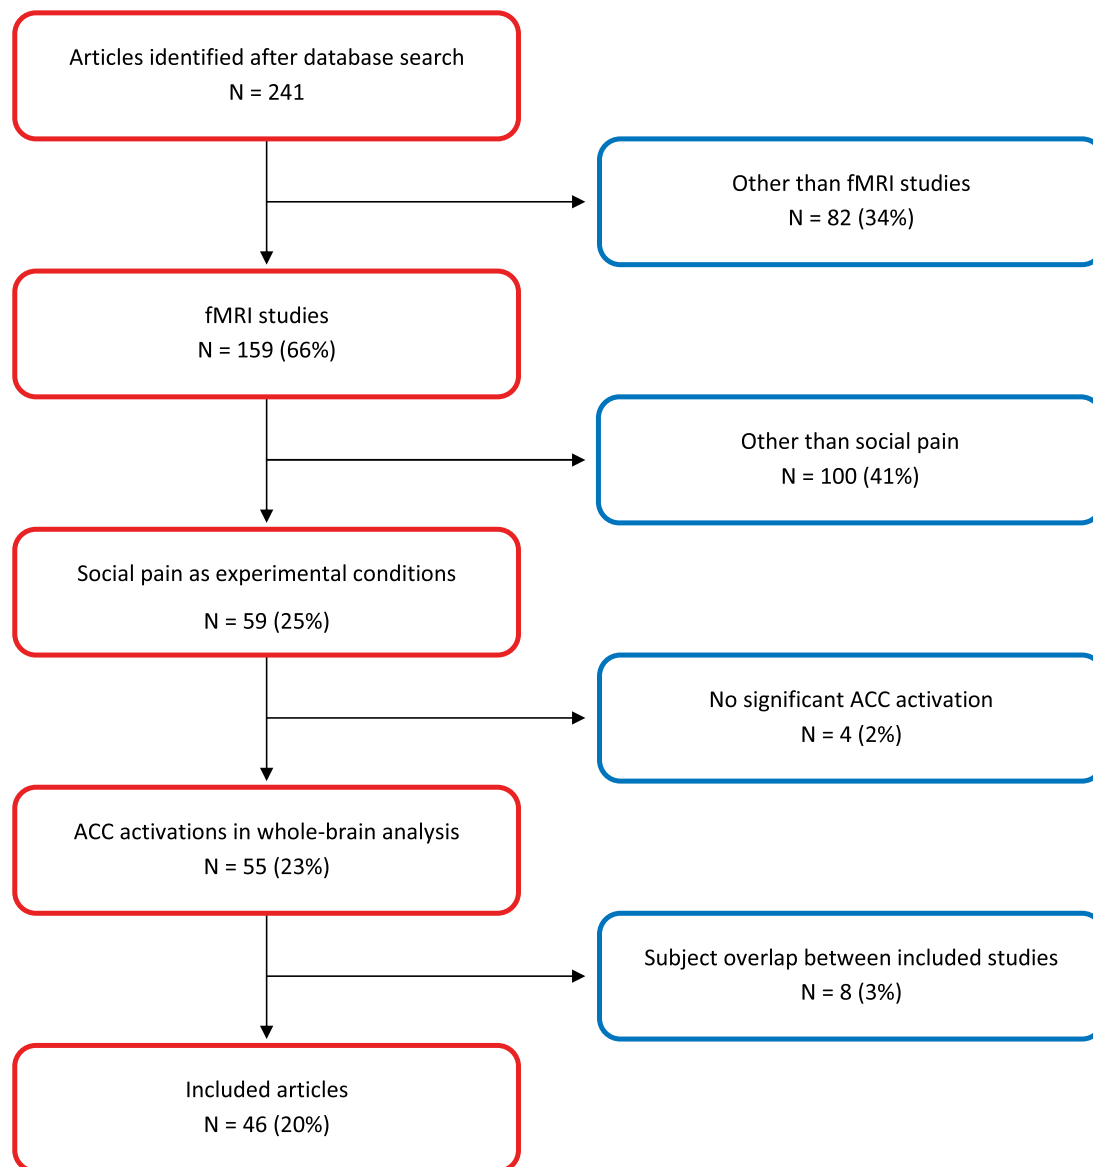 Articles identified after database search
N = 241
Other than fMRI studies
N = 82 (34%)
fMRI studies
N = 159 (66%)
Other than social pain
N = 100 (41%)
Social pain as experimental conditions
N = 59 (25%)
No significant ACC activation
N = 4 (2%)
ACC activations in whole-brain analysis
N = 55 (23%)
Subject overlap between included studies
N = 8 (3%)
Included articles
N = 46 (20%)